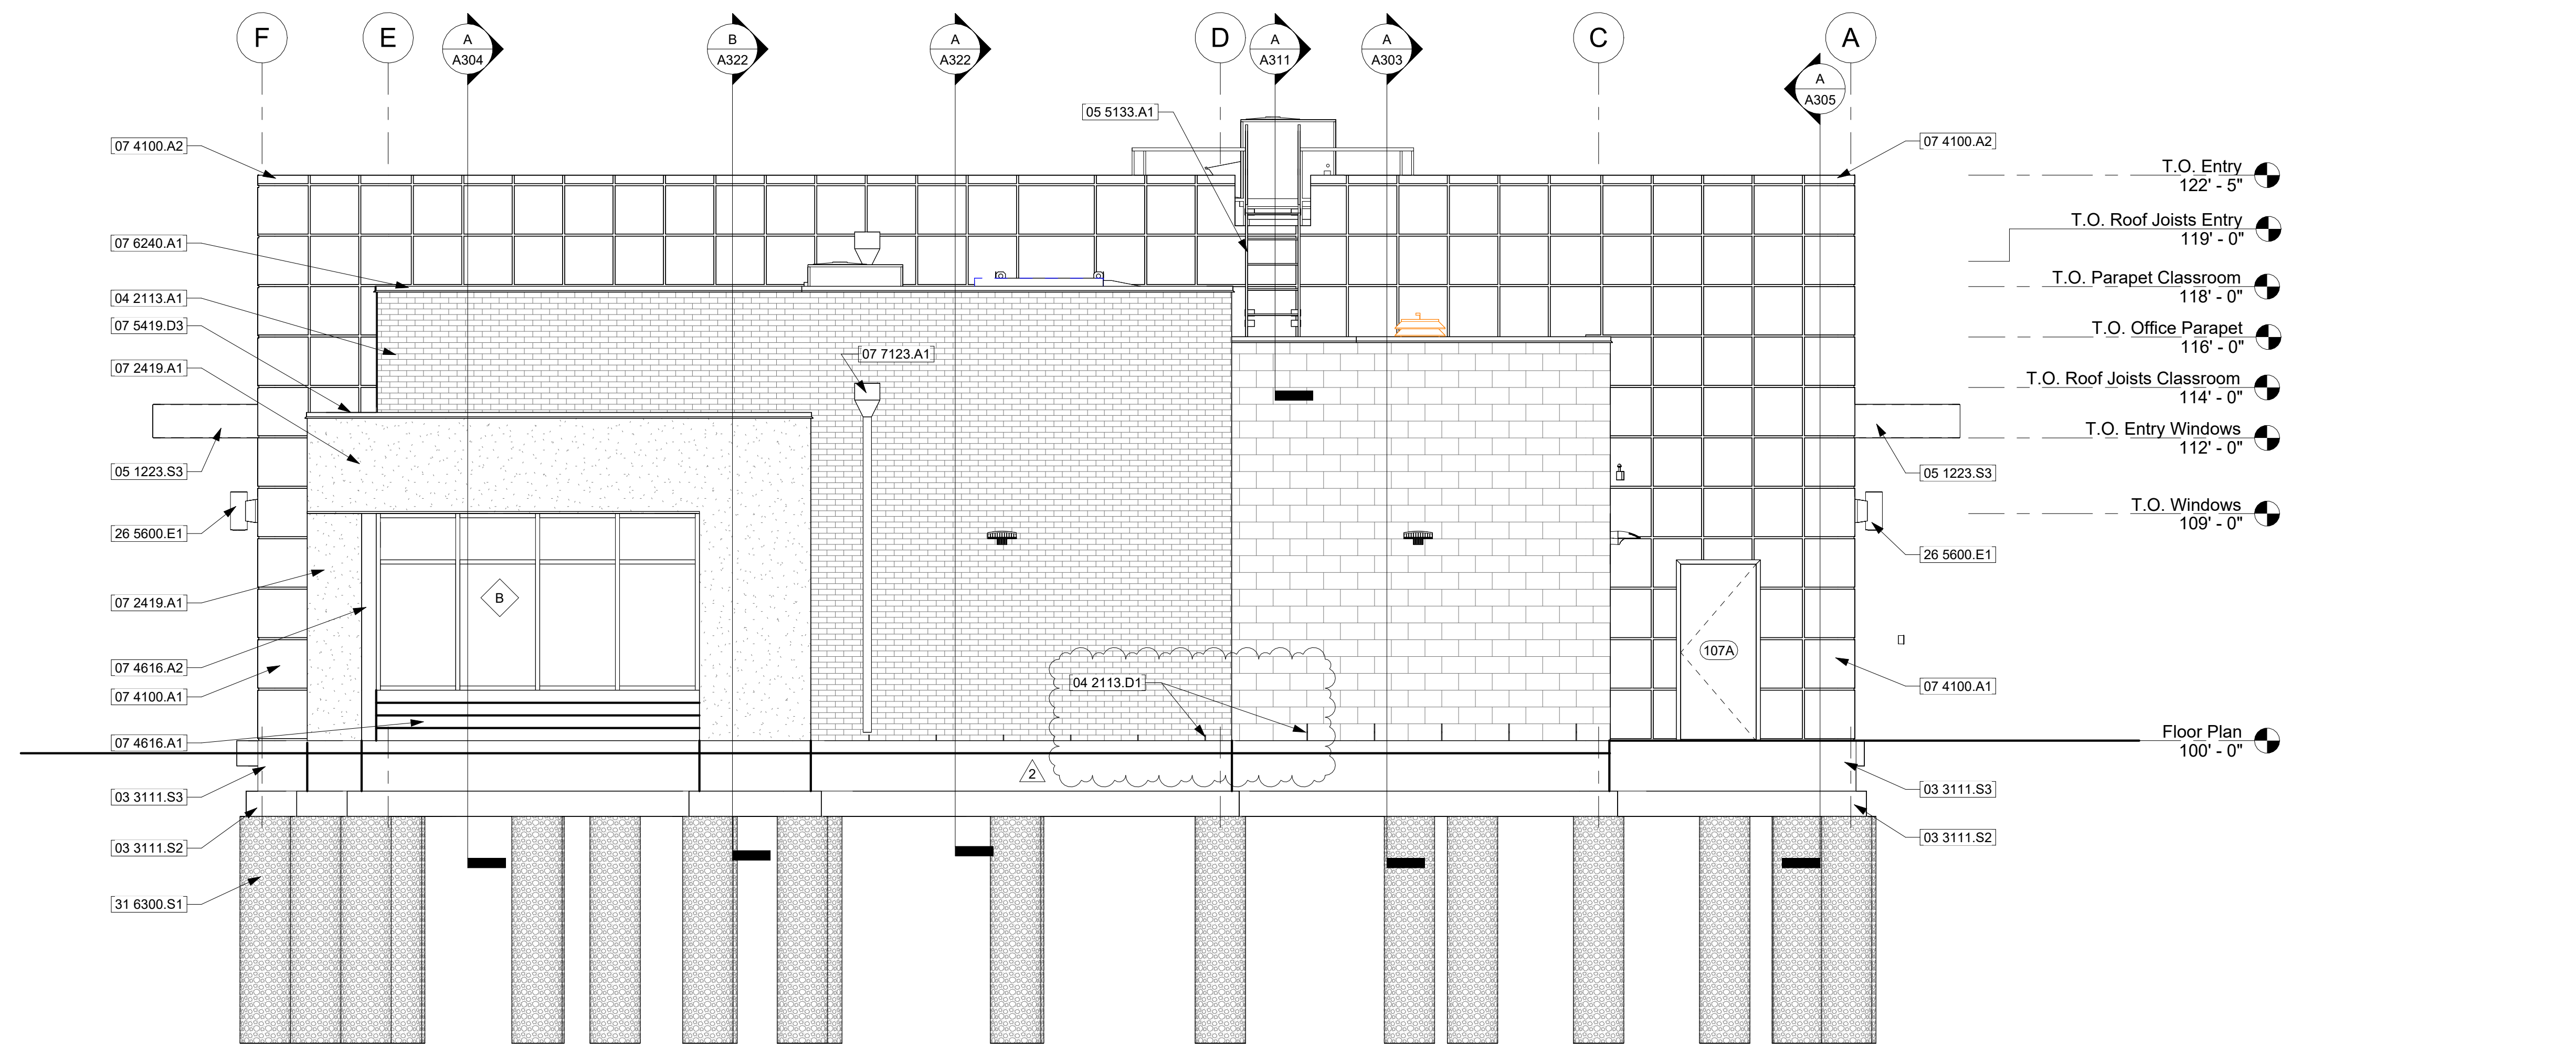 F
E
A
A304
B
A322
A
A322
D
A
A311
A
A303
C
A
A305
A
05 5133.A1
07 4100.A2
07 4100.A2
T.O. Entry
122' - 5"
T.O. Roof Joists Entry
119' - 0"
07 6240.A1
T.O. Parapet Classroom
118' - 0"
04 2113.A1
07 5419.D3
T.O. Office Parapet
116' - 0"
07 7123.A1
07 2419.A1
T.O. Roof Joists Classroom
114' - 0"
T.O. Entry Windows
112' - 0"
05 1223.S3
05 1223.S3
T.O. Windows
109' - 0"
26 5600.E1
26 5600.E1
B
07 2419.A1
107A
07 4616.A2
04 2113.D1
07 4100.A1
07 4100.A1
07 4616.A1
Floor Plan
100' - 0"
2
03 3111.S3
03 3111.S3
03 3111.S2
03 3111.S2
31 6300.S1